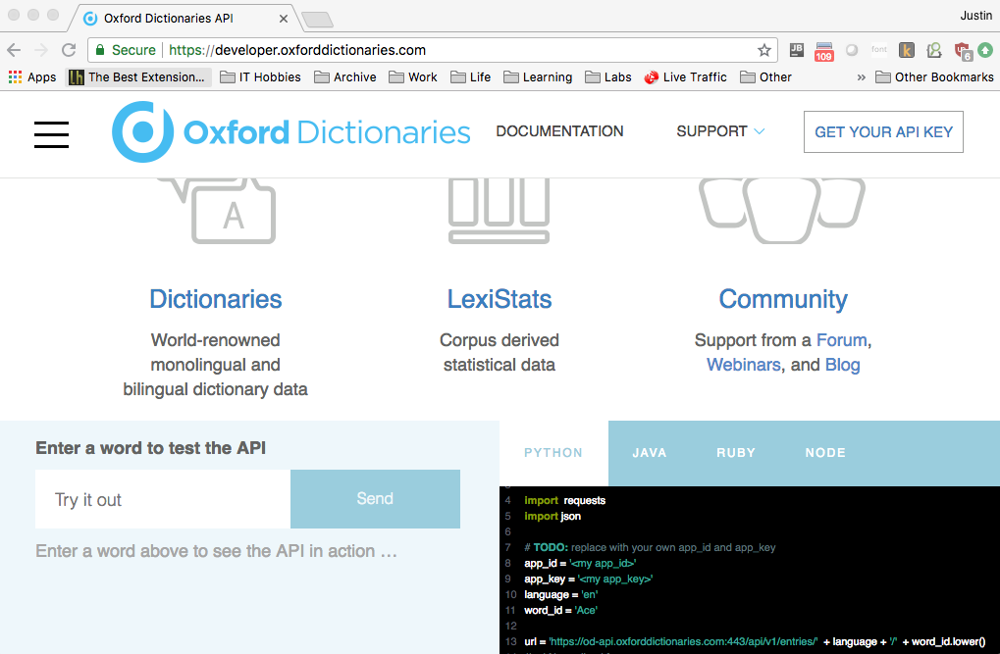 Oxford Dictionaries API
Justin
Secure https://developer.oxforddictionaries.com
JB
109
font
k
6
Apps
lh The Best Extension...
IT Hobbies
Archive
Work
Life
Learning
Labs
Live Traffic
Other
»
Other Bookmarks
Oxford Dictionaries
DOCUMENTATION
SUPPORT
GET YOUR API KEY
A
Dictionaries
World-renowned
monolingual and
bilingual dictionary data
LexiStats
Corpus derived
statistical data
Community
Support from a Forum,
Webinars, and Blog
Enter a word to test the API
Try it out
Send
Enter a word above to see the API in action ...
PYTHON
JAVA
RUBY
NODE
4 import requests
5 import json
6
7 # TODO: replace with your own app_id and app_key
8 app_id = '<my app_id>'
9 app_key = '<my app_key>'
10 language = 'en'
11 word_id = 'Ace'
12
13 url = 'https://od-api.oxforddictionaries.com:443/api/v1/entries/' + language + '/' + word_id.lower()